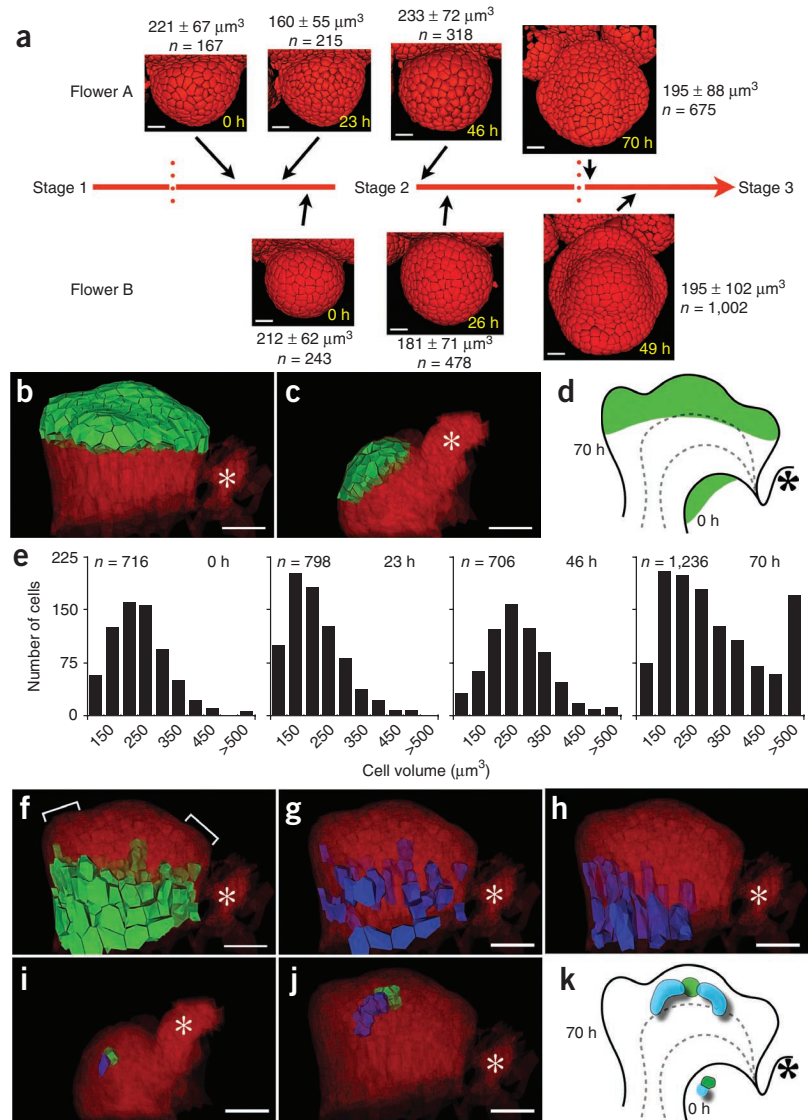 a
221 ± 67 μm³
n = 167
160 ± 55 μm³
n = 215
233 ± 72 μm³
n = 318
Flower A
0 h
23 h
46 h
70 h
195 ± 88 μm³
n = 675
Stage 1
Stage 2
Stage 3
Flower B
0 h
26 h
49 h
212 ± 62 μm³
n = 243
181 ± 71 μm³
n = 478
195 ± 102 μm³
n = 1,002
b
*
c
*
d
70 h
0 h
*
e
Number of cells
225
150
75
0
n = 716 0 h
n = 798 23 h
n = 706 46 h
n = 1,236 70 h
150 250 350 450 >500
150 250 350 450 >500
150 250 350 450 >500
150 250 350 450 >500
Cell volume (μm³)
f
*
g
*
h
*
i
*
j
*
k
70 h
0 h
*